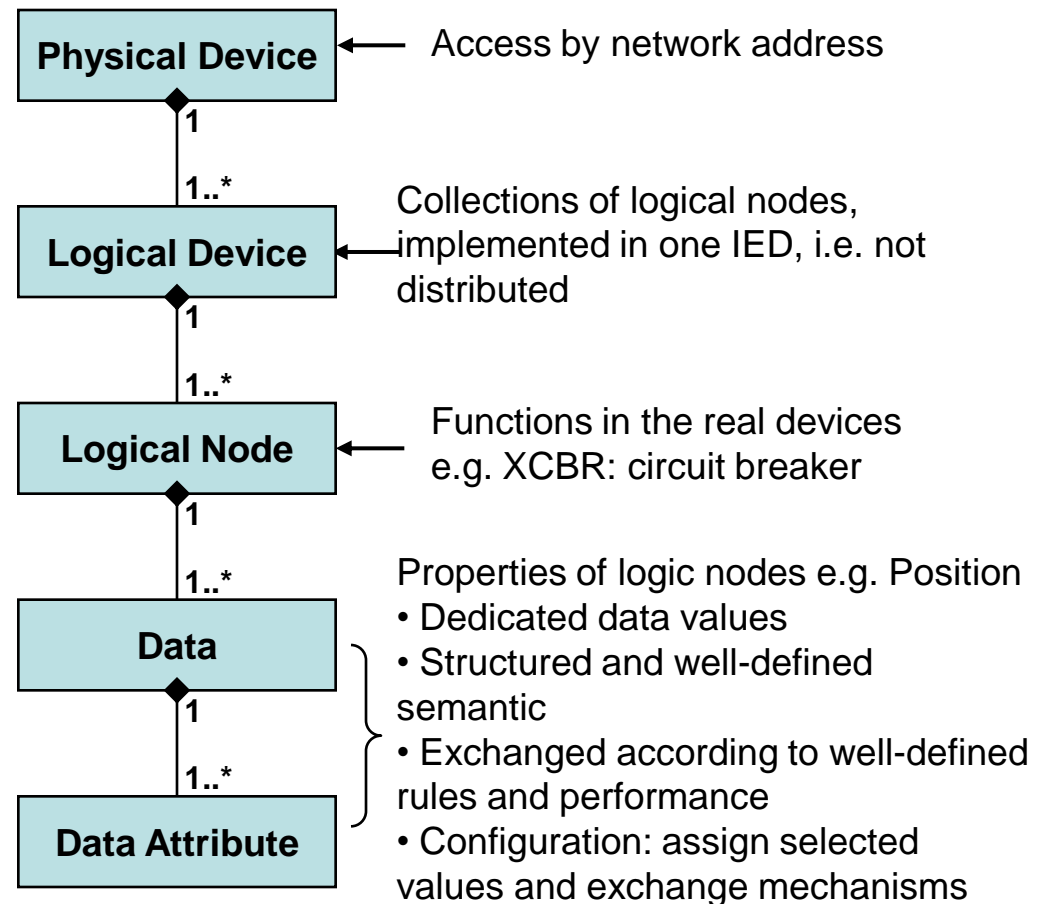 Physical Device
Access by network address
1
1..*
Logical Device
Collections of logical nodes,
implemented in one IED, i.e. not
distributed
1
1..*
Logical Node
Functions in the real devices
e.g. XCBR: circuit breaker
1
1..*
Data
Properties of logic nodes e.g. Position
• Dedicated data values
• Structured and well-defined
semantic
• Exchanged according to well-defined
rules and performance
• Configuration: assign selected
values and exchange mechanisms
1
1..*
Data Attribute